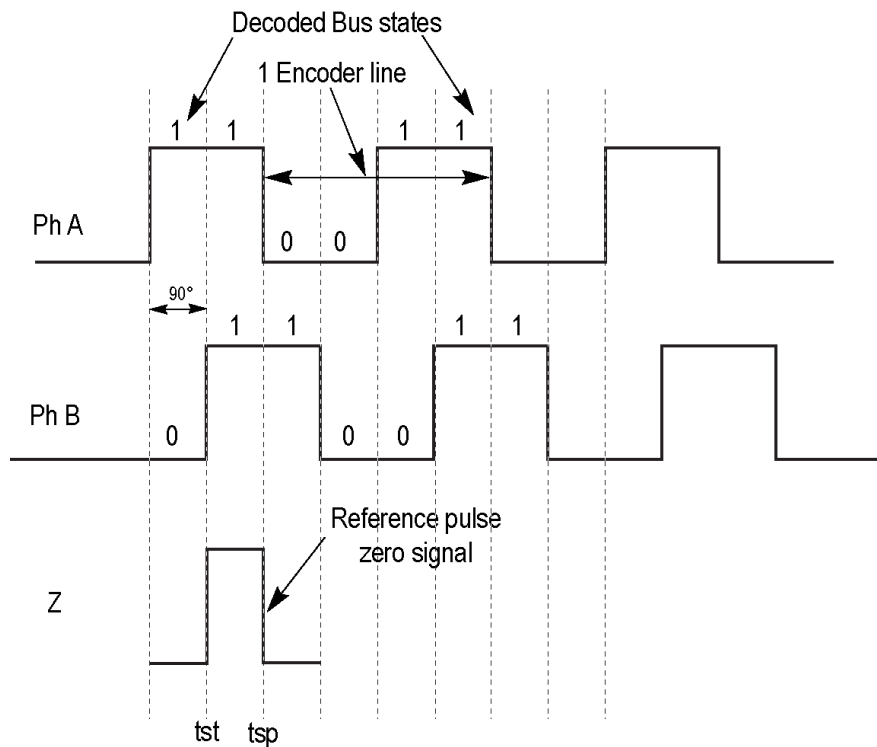 Decoded Bus states
1 Encoder line
1 1 1 1
Ph A
0 0
90°
1 1 1 1
Ph B
0 0 0
Reference pulse
zero signal
Z
tst tsp